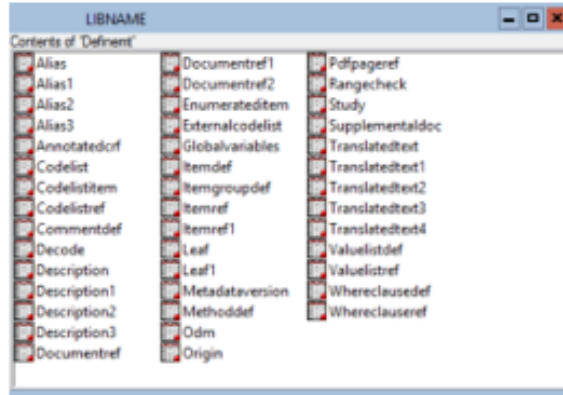 LIBNAME
Contents of 'Definemt'
Alias
Alias1
Alias2
Alias3
Annotatedcrf
Codelist
Codelistitem
Codelistref
Commentdef
Decode
Description
Description1
Description2
Description3
Documentref
Documentref1
Documentref2
Enumerateditem
Externalcodelist
Globalvariables
Itemdef
Itemgroupdef
Itemref
Itemref1
Leaf
Leaf1
Metadataversion
Methoddef
Odm
Origin
Pdfpageref
Rangecheck
Study
Supplementaldoc
Translatedtext
Translatedtext1
Translatedtext2
Translatedtext3
Translatedtext4
Valuelistdef
Valuelistref
Whereclausedef
Whereclauseref